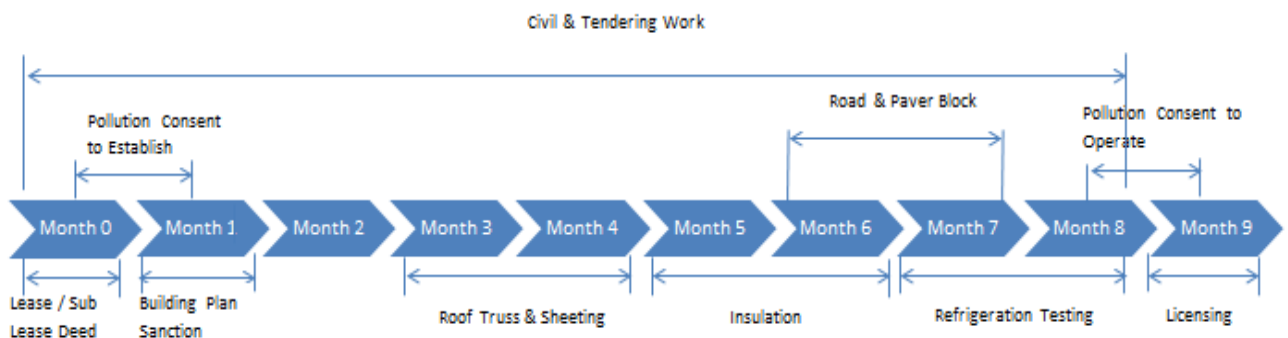 Civil & Tendering Work
Road & Paver Block
Pollution Consent
to Establish
Pollution Consent to
Operate
Month 0
Month 1
Month 2
Month 3
Month 4
Month 5
Month 6
Month 7
Month 8
Month 9
Lease / Sub
Lease Deed
Building Plan
Sanction
Roof Truss & Sheeting
Insulation
Refrigeration Testing
Licensing